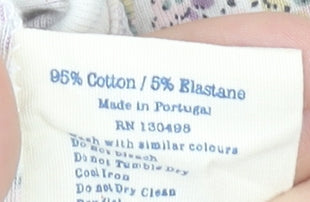 95% Cotton / 5% Elastane
Made in Portugal
RN 130498
Wash with similar colours
Do not bleach
Do not Tumble Dry
Cool Iron
Do not Dry Clean